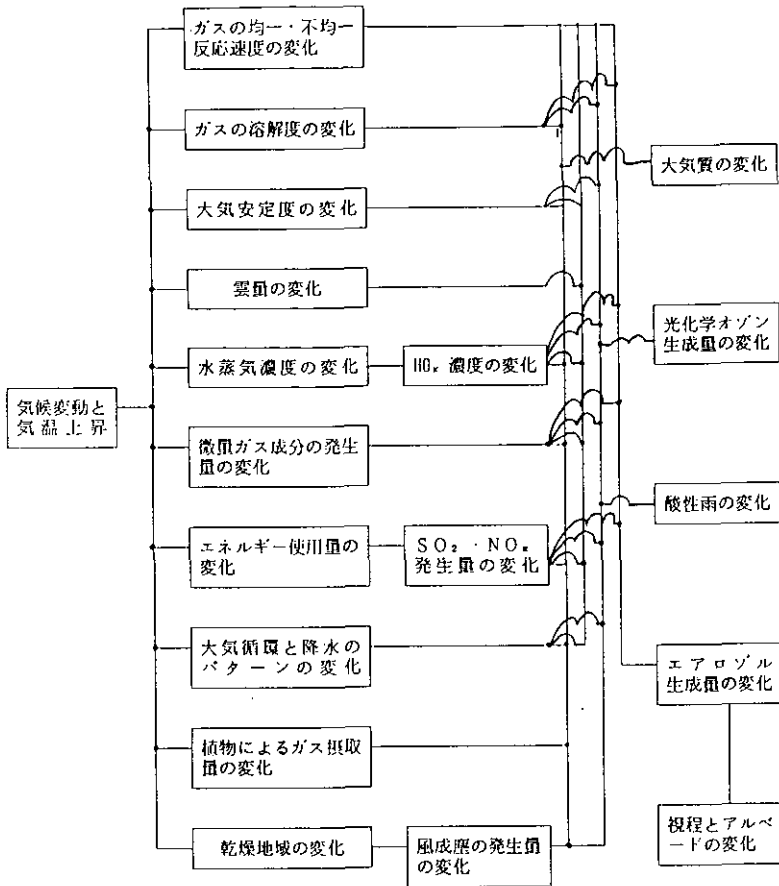 ガスの均一・不均一
反応速度の変化
ガスの溶解度の変化
大気質の変化
大気安定度の変化
雲量の変化
光化学オゾン
生成量の変化
水蒸気濃度の変化
HOx 濃度の変化
気候変動と
気温上昇
微量ガス成分の発生
量の変化
酸性雨の変化
エネルギー使用量の
変化
SO₂・NOx
発生量の変化
大気循環と降水の
パターンの変化
エアロゾル
生成量の変化
植物によるガス摂取
量の変化
視程とアルベ
ードの変化
乾燥地域の変化
風成塵の発生量
の変化